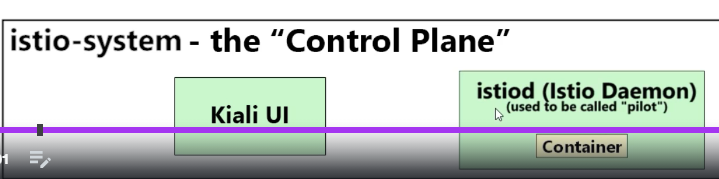 istio-system - the “Control Plane”
Kiali UI
istiod (Istio Daemon)
(used to be called "pilot")
Container